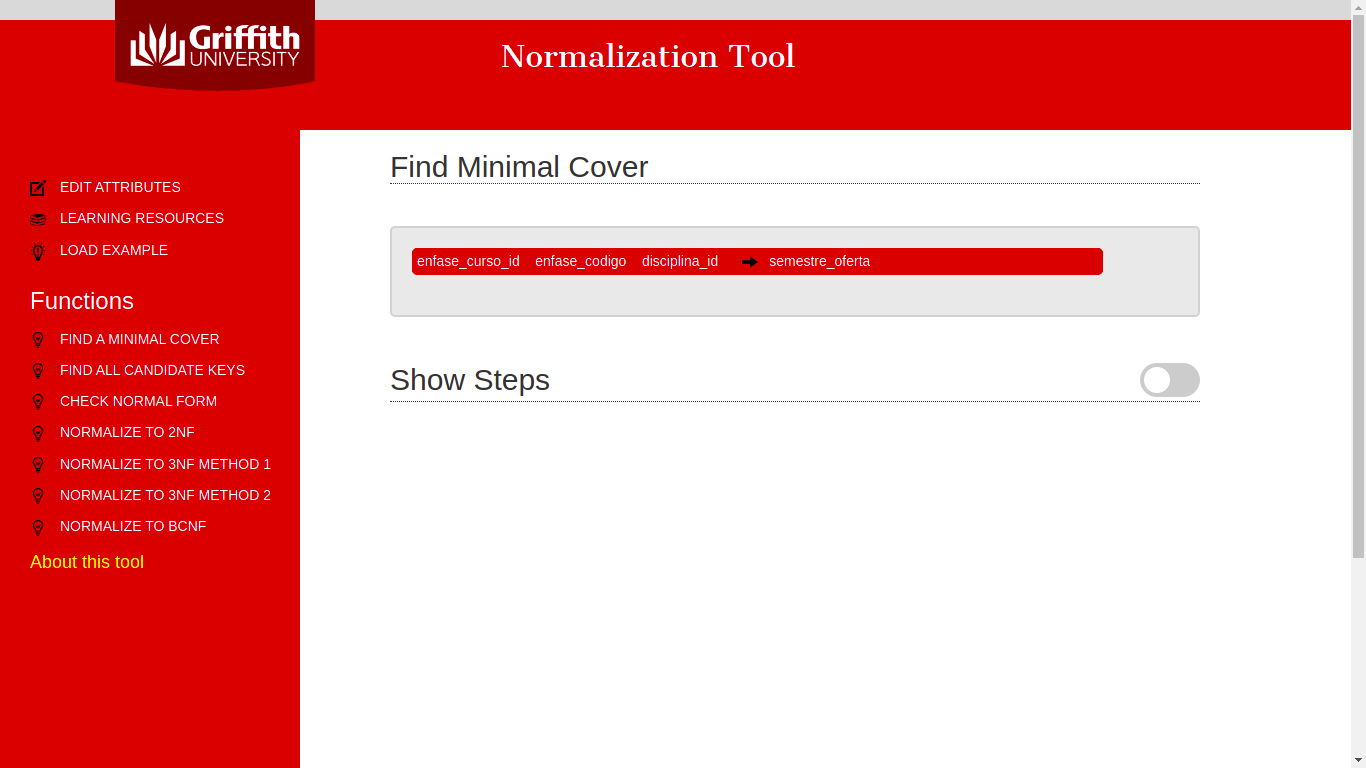 Griffith
UNIVERSITY
Normalization Tool
EDIT ATTRIBUTES
LEARNING RESOURCES
LOAD EXAMPLE
Functions
FIND A MINIMAL COVER
FIND ALL CANDIDATE KEYS
CHECK NORMAL FORM
NORMALIZE TO 2NF
NORMALIZE TO 3NF METHOD 1
NORMALIZE TO 3NF METHOD 2
NORMALIZE TO BCNF
About this tool
Find Minimal Cover
enfase_curso_id enfase_codigo disciplina_id semestre_oferta
Show Steps